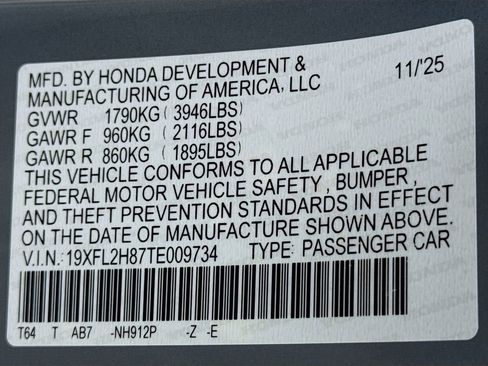 MFD. BY HONDA DEVELOPMENT & 11/'25
MANUFACTURING OF AMERICA, LLC
GVWR 1790KG (3946LBS)
GAWR F 960KG (2116LBS)
GAWR R 860KG (1895LBS)
THIS VEHICLE CONFORMS TO ALL APPLICABLE
FEDERAL MOTOR VEHICLE SAFETY, BUMPER,
AND THEFT PREVENTION STANDARDS IN EFFECT
ON THE DATE OF MANUFACTURE SHOWN ABOVE.
V.I.N.: 19XFL2H87TE009734 TYPE: PASSENGER CAR
T64 T AB7 -NH912P -Z -E